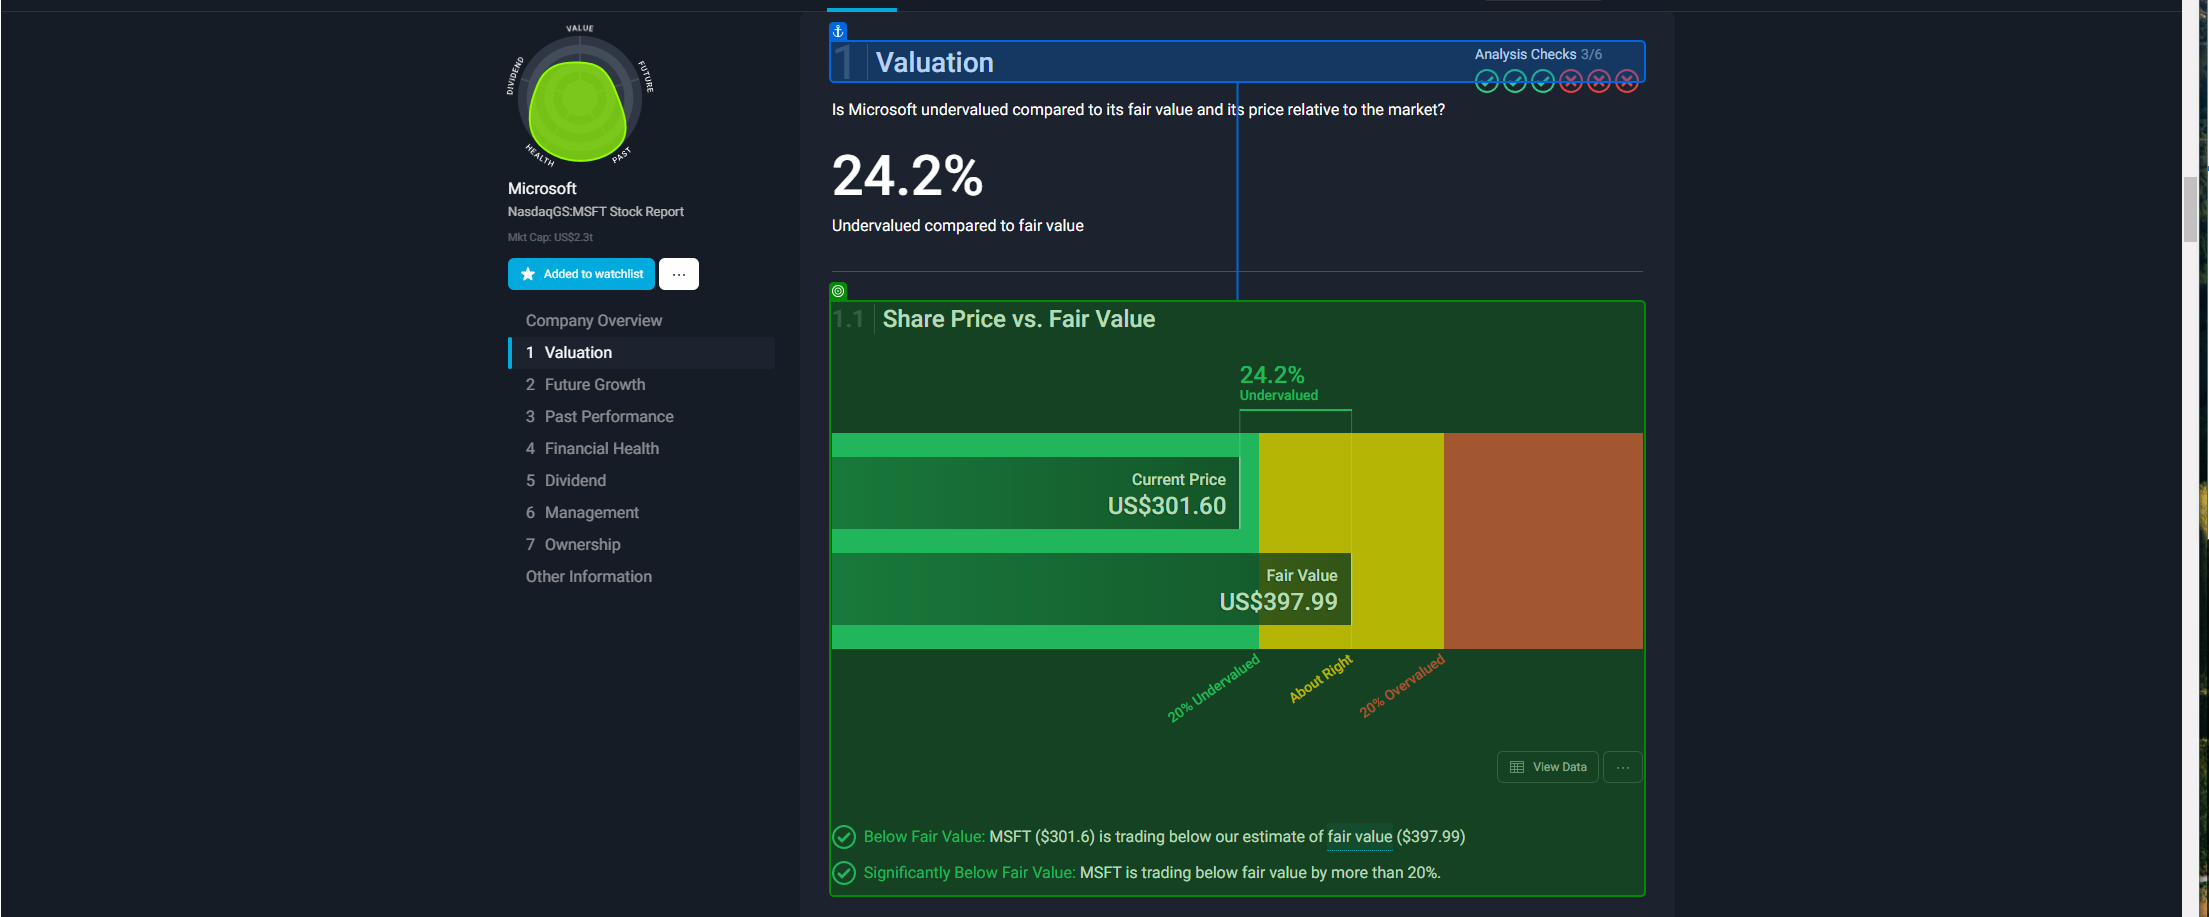 VALUE
FUTURE
PAST
HEALTH
DIVIDEND
Microsoft
NasdaqGS:MSFT Stock Report
Mkt Cap: US$2.3t
Added to watchlist
...
Company Overview
1 Valuation
2 Future Growth
3 Past Performance
4 Financial Health
5 Dividend
6 Management
7 Ownership
Other Information
1 Valuation
Analysis Checks 3/6
Is Microsoft undervalued compared to its fair value and its price relative to the market?
24.2%
Undervalued compared to fair value
1.1 Share Price vs. Fair Value
24.2%
Undervalued
Current Price
US$301.60
Fair Value
US$397.99
20% Undervalued
About Right
20% Overvalued
View Data
...
Below Fair Value: MSFT ($301.6) is trading below our estimate of fair value ($397.99)
Significantly Below Fair Value: MSFT is trading below fair value by more than 20%.